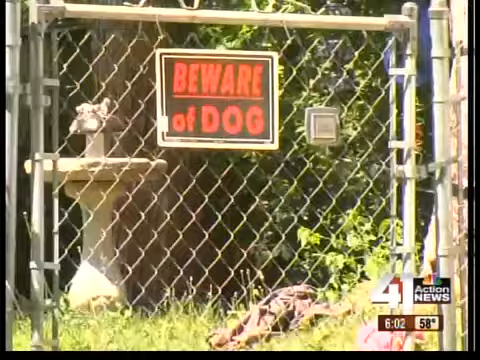 BEWARE
of DOG
41
Action
NEWS
6:02 58°